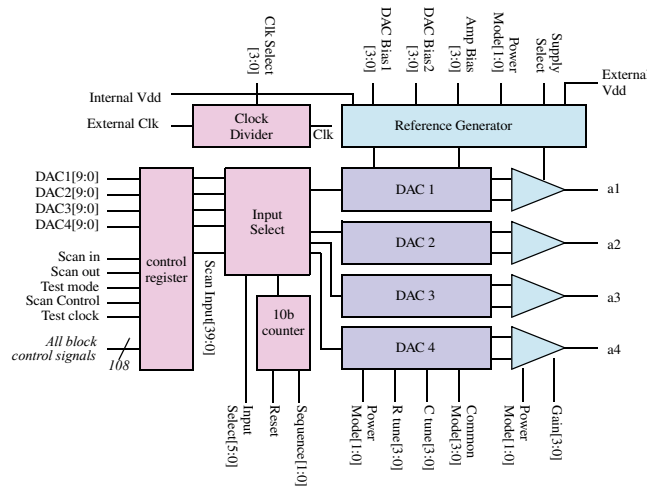 Clk Select
[3:0]
DAC Bias1
[3:0]
DAC Bias2
[3:0]
Amp Bias
[3:0]
Power
Mode[1:0]
Supply
Select
External
Vdd
Internal Vdd
External Clk
Clock
Divider
Clk
Reference Generator
DAC1[9:0]
DAC2[9:0]
DAC3[9:0]
DAC4[9:0]
Scan in
Scan out
Test mode
Scan Control
Test clock
All block
control signals
108
control
register
Scan Input[39:0]
Input
Select
10b
counter
DAC 1
DAC 2
DAC 3
DAC 4
a1
a2
a3
a4
Input
Select[5:0]
Reset
Sequence[1:0]
Power
Mode[1:0]
R tune[3:0]
C tune[3:0]
Common
Mode[3:0]
Power
Mode[1:0]
Gain[3:0]